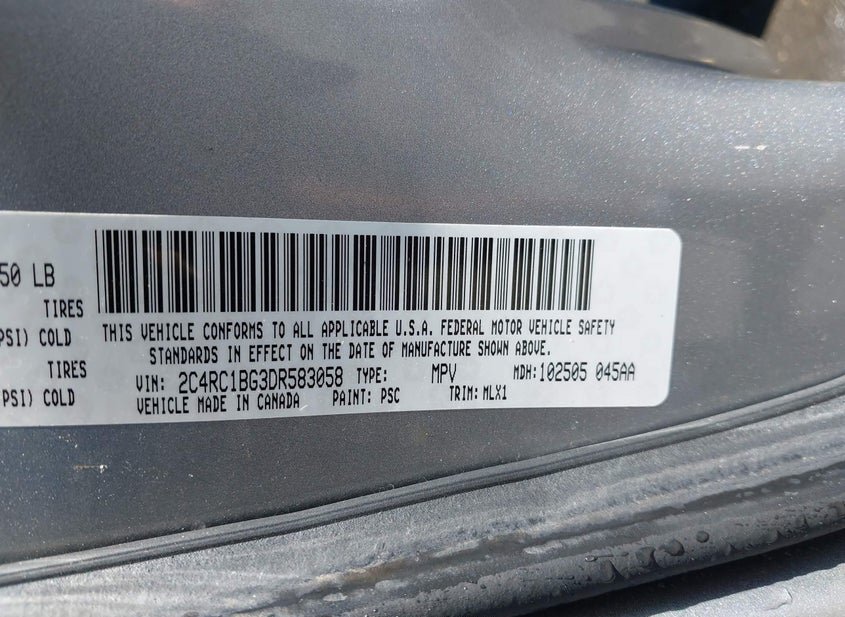 50 LB
TIRES
PSI) COLD
TIRES
PSI) COLD
THIS VEHICLE CONFORMS TO ALL APPLICABLE U.S.A. FEDERAL MOTOR VEHICLE SAFETY
STANDARDS IN EFFECT ON THE DATE OF MANUFACTURE SHOWN ABOVE.
VIN: 2C4RC1BG3DR583058 TYPE: MPV MDH: 102505 045AA
VEHICLE MADE IN CANADA PAINT: PSC TRIM: MLX1